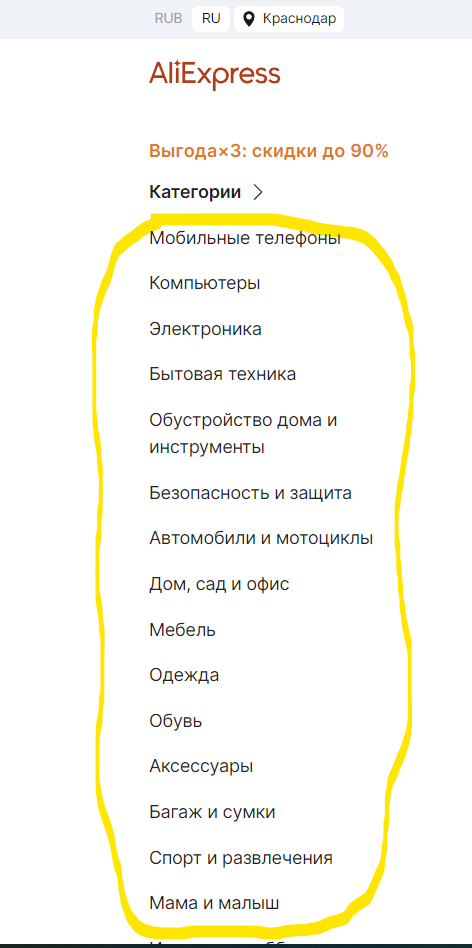 RUB RU Краснодар
AliExpress
Выгода×3: скидки до 90%
Категории
Мобильные телефоны
Компьютеры
Электроника
Бытовая техника
Обустройство дома и
инструменты
Безопасность и защита
Автомобили и мотоциклы
Дом, сад и офис
Мебель
Одежда
Обувь
Аксессуары
Багаж и сумки
Спорт и развлечения
Мама и малыш